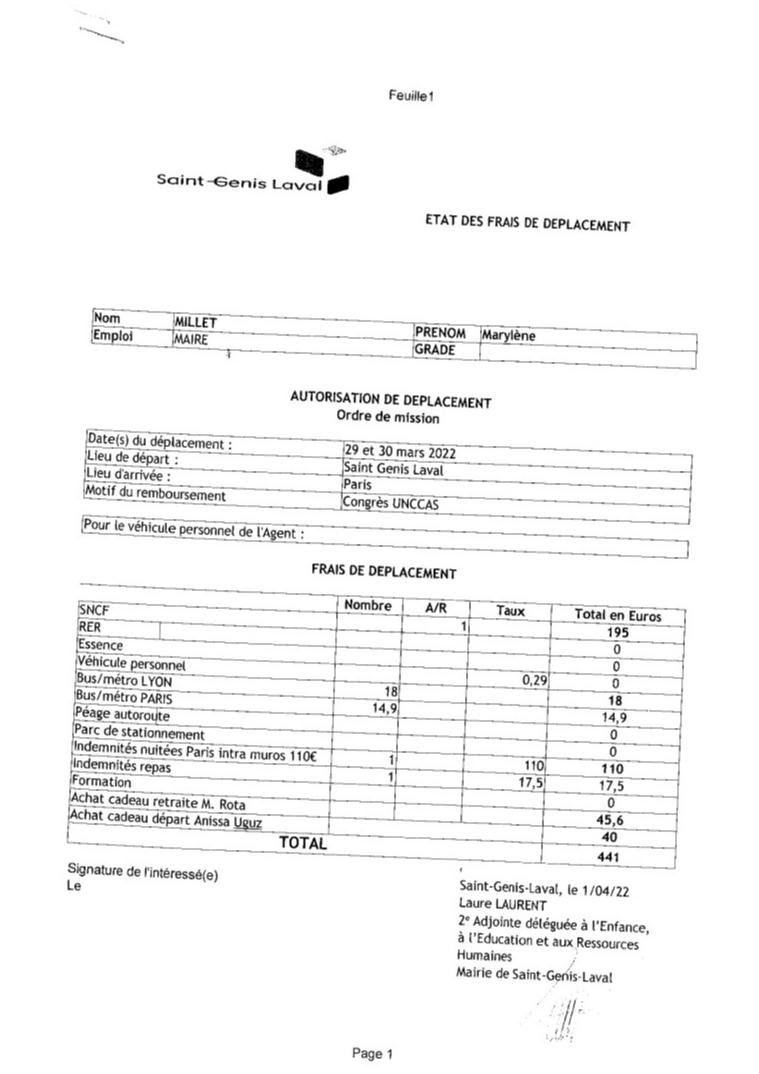 Feuille1
Saint-Genis Laval
ETAT DES FRAIS DE DEPLACEMENT
Nom MILLET PRENOM Marylène
Emploi MAIRE GRADE
AUTORISATION DE DEPLACEMENT
Ordre de mission
Date(s) du déplacement : 29 et 30 mars 2022
Lieu de départ : Saint Genis Laval
Lieu d'arrivée : Paris
Motif du remboursement Congrès UNCCAS
Pour le véhicule personnel de l'Agent :
FRAIS DE DEPLACEMENT
Nombre A/R Taux Total en Euros
SNCF 1 195
RER 0
Essence 0
Véhicule personnel 0,29 0
Bus/métro LYON 18 18
Bus/métro PARIS 14,9 14,9
Péage autoroute 0
Parc de stationnement 0
Indemnités nuitées Paris intra muros 110€ 1 110 110
Indemnités repas 1 17,5 17,5
Formation 0
Achat cadeau retraite M. Rota 45,6
Achat cadeau départ Anissa Uguz 40
TOTAL 441
Signature de l'intéressé(e)
Le
Saint-Genis-Laval, le 1/04/22
Laure LAURENT
2e Adjointe déléguée à l'Enfance,
à l'Education et aux Ressources
Humaines
Mairie de Saint-Genis-Laval
Page 1